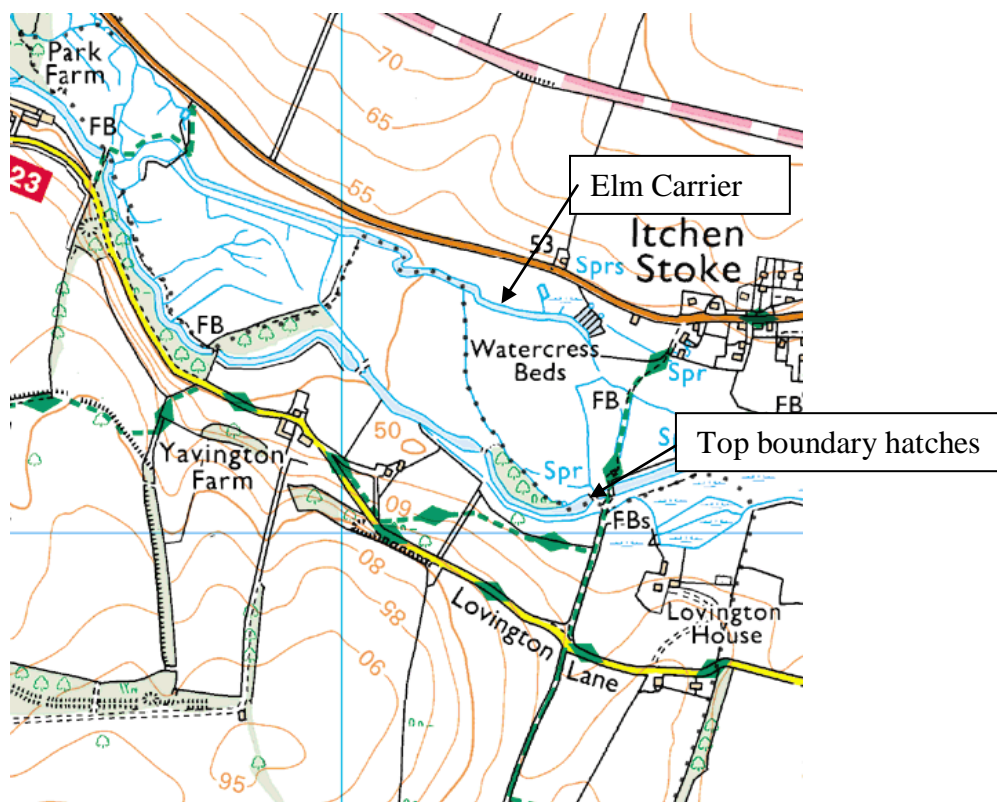 Park
Farm
70
65
FB
23
55
Elm Carrier
53
Itchen
Stoke
Sprs
Watercress
Beds
Spr
FB
FB
FB
50
Top boundary hatches
Spr
S
Yavington
Farm
60
FBs
80
85
Lovington
House
Lovington
Lane
90
95